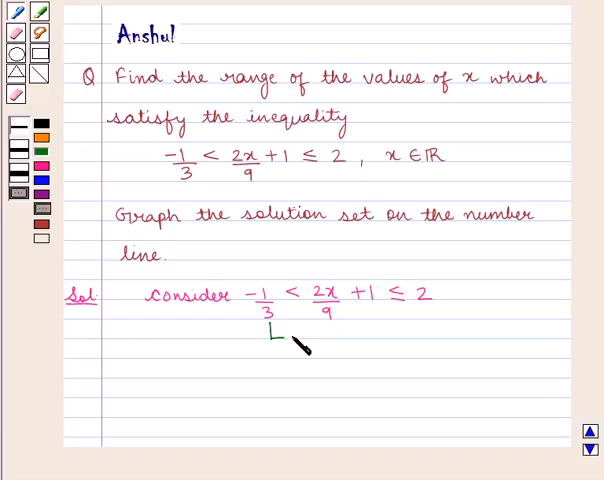 Anshul
Q Find the range of the values of x which
satisfy the inequality
-1/3 < 2x/9 + 1 ≤ 2 , x ∈ ℝ
Graph the solution set on the number
line.
Sol. Consider -1/3 < 2x/9 + 1 ≤ 2